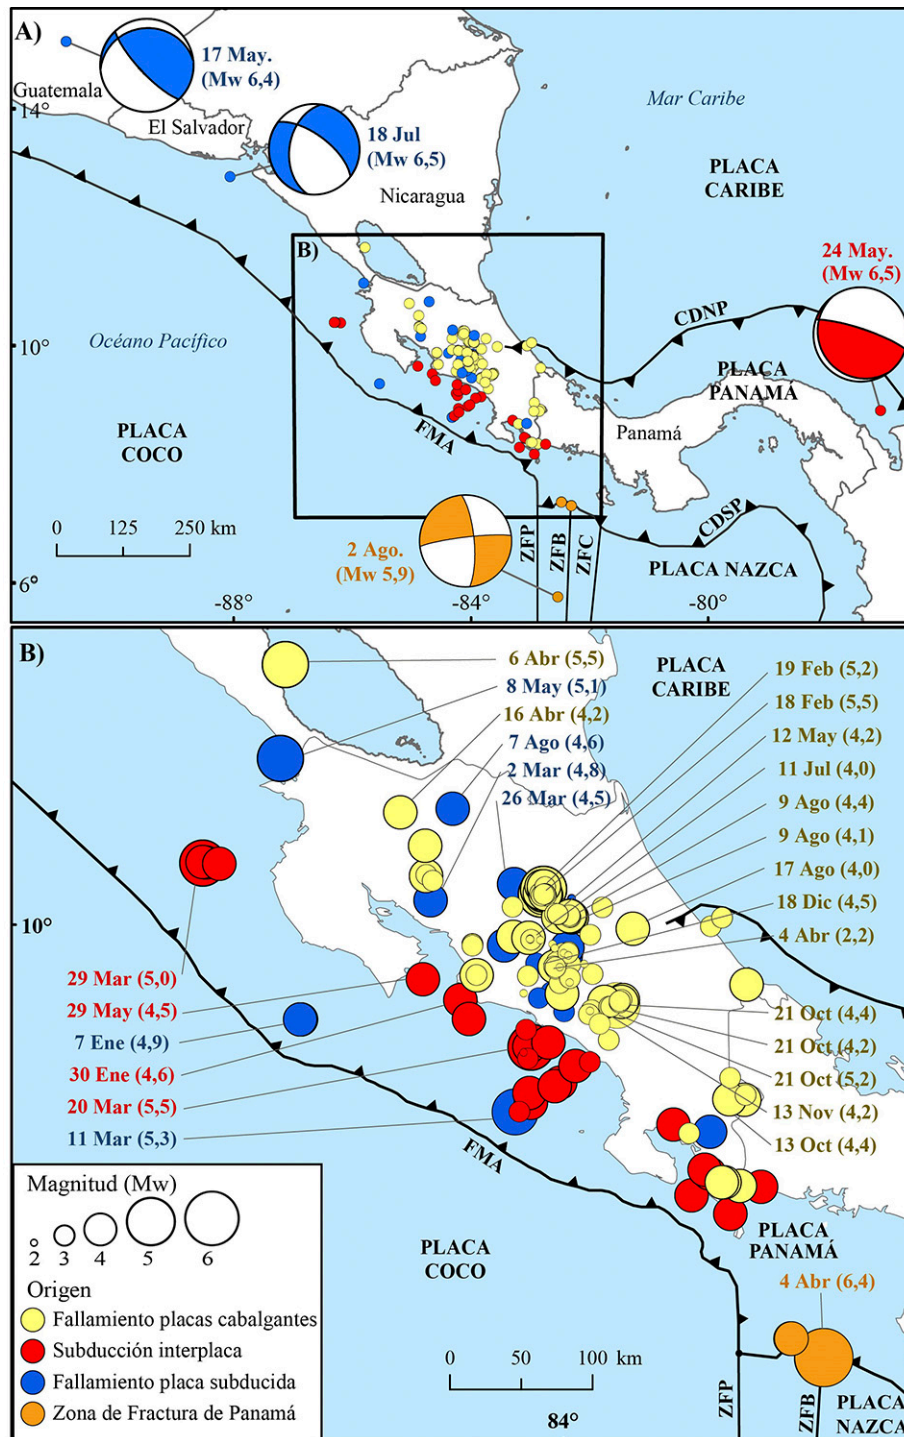 A)
17 May.
(Mw 6,4)
Guatemala
14°
El Salvador
18 Jul
(Mw 6,5)
Nicaragua
Mar Caribe
PLACA
CARIBE
24 May.
(Mw 6,5)
B)
CDNP
10°
Océano Pacífico
PLACA
PANAMÁ
PLACA
COCO
FMA
Panamá
0 125 250 km
2 Ago.
(Mw 5,9)
ZFP
ZFB
ZFC
CDSP
PLACA NAZCA
6°
-88°
-84°
-80°
B)
6 Abr (5,5)
8 May (5,1)
16 Abr (4,2)
7 Ago (4,6)
2 Mar (4,8)
26 Mar (4,5)
PLACA
CARIBE
19 Feb (5,2)
18 Feb (5,5)
12 May (4,2)
11 Jul (4,0)
9 Ago (4,4)
9 Ago (4,1)
17 Ago (4,0)
18 Dic (4,5)
4 Abr (2,2)
10°
29 Mar (5,0)
29 May (4,5)
7 Ene (4,9)
30 Ene (4,6)
20 Mar (5,5)
11 Mar (5,3)
21 Oct (4,4)
21 Oct (4,2)
21 Oct (5,2)
13 Nov (4,2)
13 Oct (4,4)
FMA
PLACA
COCO
PLACA
PANAMÁ
4 Abr (6,4)
Magnitud (Mw)
2 3 4 5 6
Origen
Fallamiento placas cabalgantes
Subducción interplaca
Fallamiento placa subducida
Zona de Fractura de Panamá
0 50 100 km
84°
ZFP
ZFB
PLACA
NAZCA